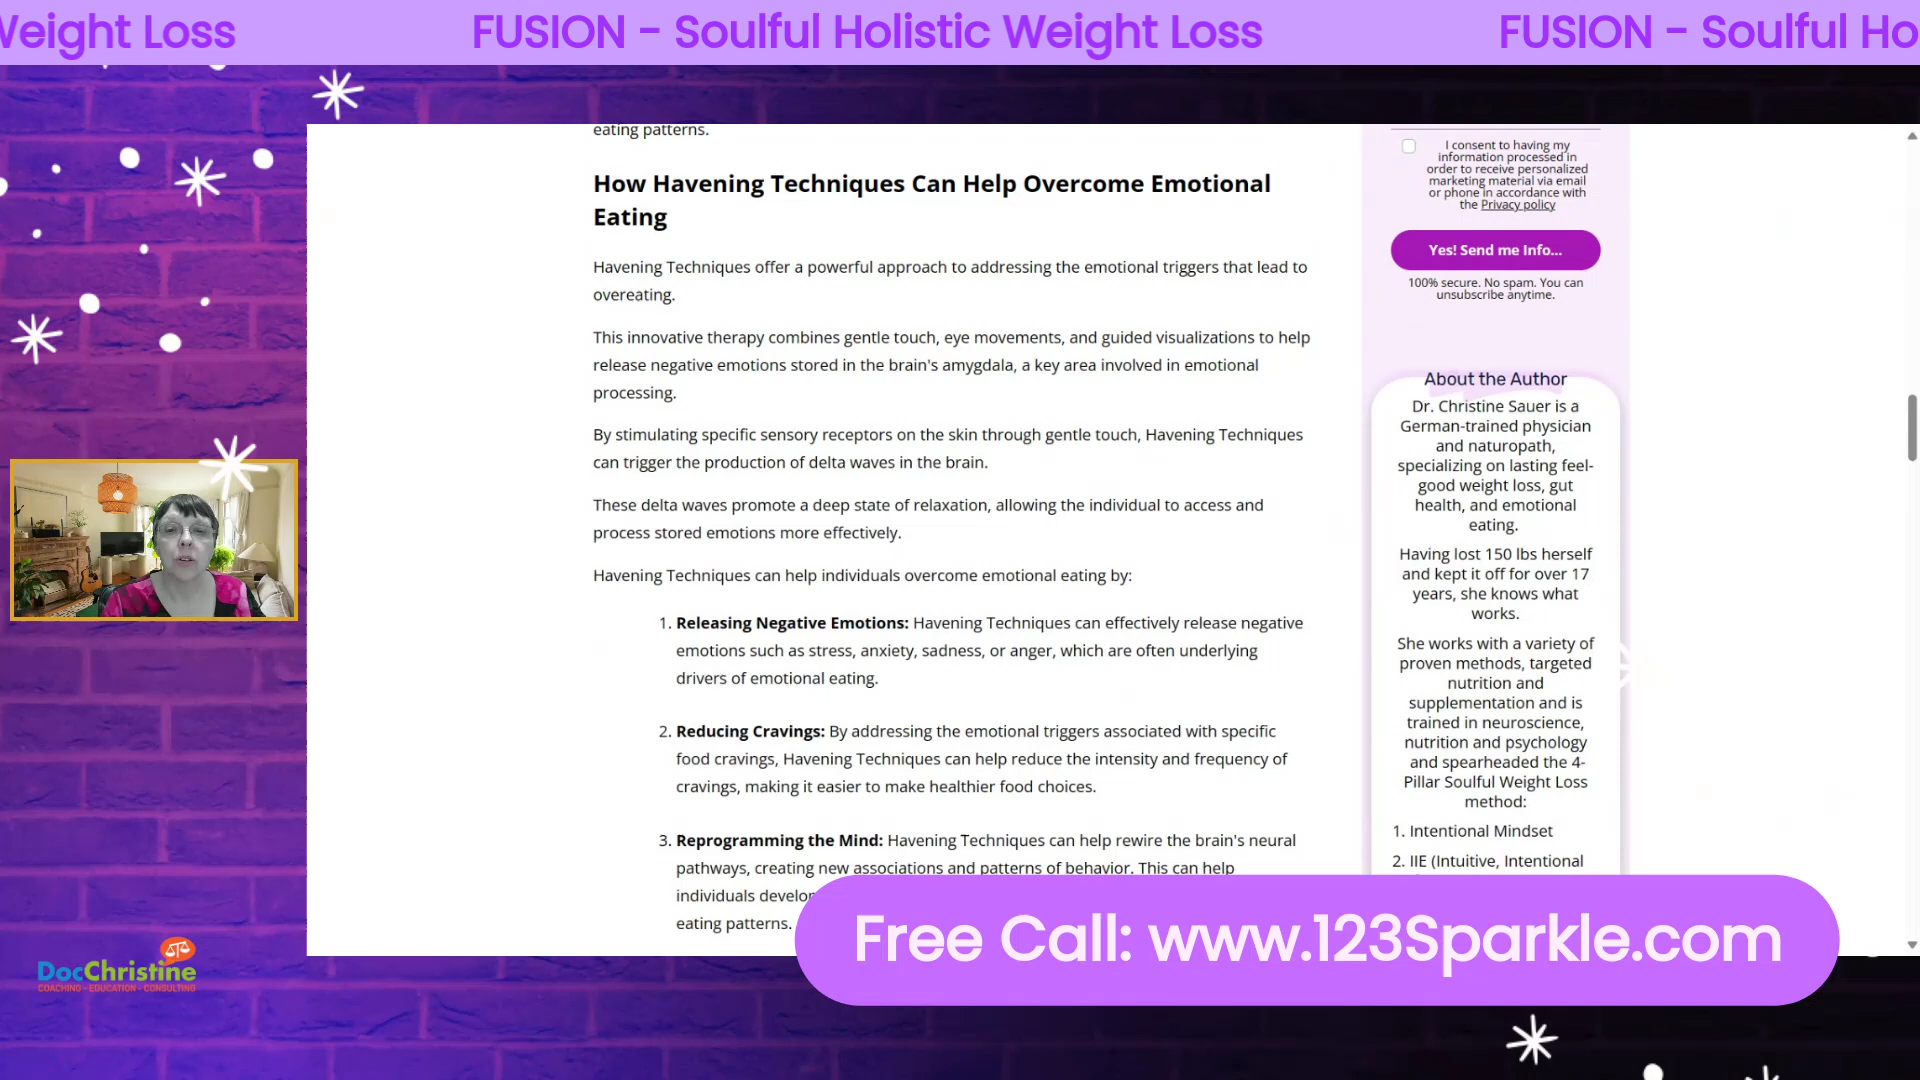 Weight Loss
FUSION - Soulful Holistic Weight Loss
FUSION - Soulful Ho
eating patterns.
How Havening Techniques Can Help Overcome Emotional
Eating
Havening Techniques offer a powerful approach to addressing the emotional triggers that lead to
overeating.
This innovative therapy combines gentle touch, eye movements, and guided visualizations to help
release negative emotions stored in the brain's amygdala, a key area involved in emotional
processing.
By stimulating specific sensory receptors on the skin through gentle touch, Havening Techniques
can trigger the production of delta waves in the brain.
These delta waves promote a deep state of relaxation, allowing the individual to access and
process stored emotions more effectively.
Havening Techniques can help individuals overcome emotional eating by:
1. Releasing Negative Emotions: Havening Techniques can effectively release negative
emotions such as stress, anxiety, sadness, or anger, which are often underlying
drivers of emotional eating.
2. Reducing Cravings: By addressing the emotional triggers associated with specific
food cravings, Havening Techniques can help reduce the intensity and frequency of
cravings, making it easier to make healthier food choices.
3. Reprogramming the Mind: Havening Techniques can help rewire the brain's neural
pathways, creating new associations and patterns of behavior. This can help
individuals develop
eating patterns.
I consent to having my
information processed in
order to receive personalized
marketing material via email
or phone in accordance with
the Privacy policy
Yes! Send me Info...
100% secure. No spam. You can
unsubscribe anytime.
About the Author
Dr. Christine Sauer is a
German-trained physician
and naturopath,
specializing on lasting feel-
good weight loss, gut
health, and emotional
eating.
Having lost 150 lbs herself
and kept it off for over 17
years, she knows what
works.
She works with a variety of
proven methods, targeted
nutrition and
supplementation and is
trained in neuroscience,
nutrition and psychology
and spearheaded the 4-
Pillar Soulful Weight Loss
method:
1. Intentional Mindset
2. IIE (Intuitive, Intentional
Free Call: www.123Sparkle.com
DocChristine
COACHING - EDUCATION - CONSULTING